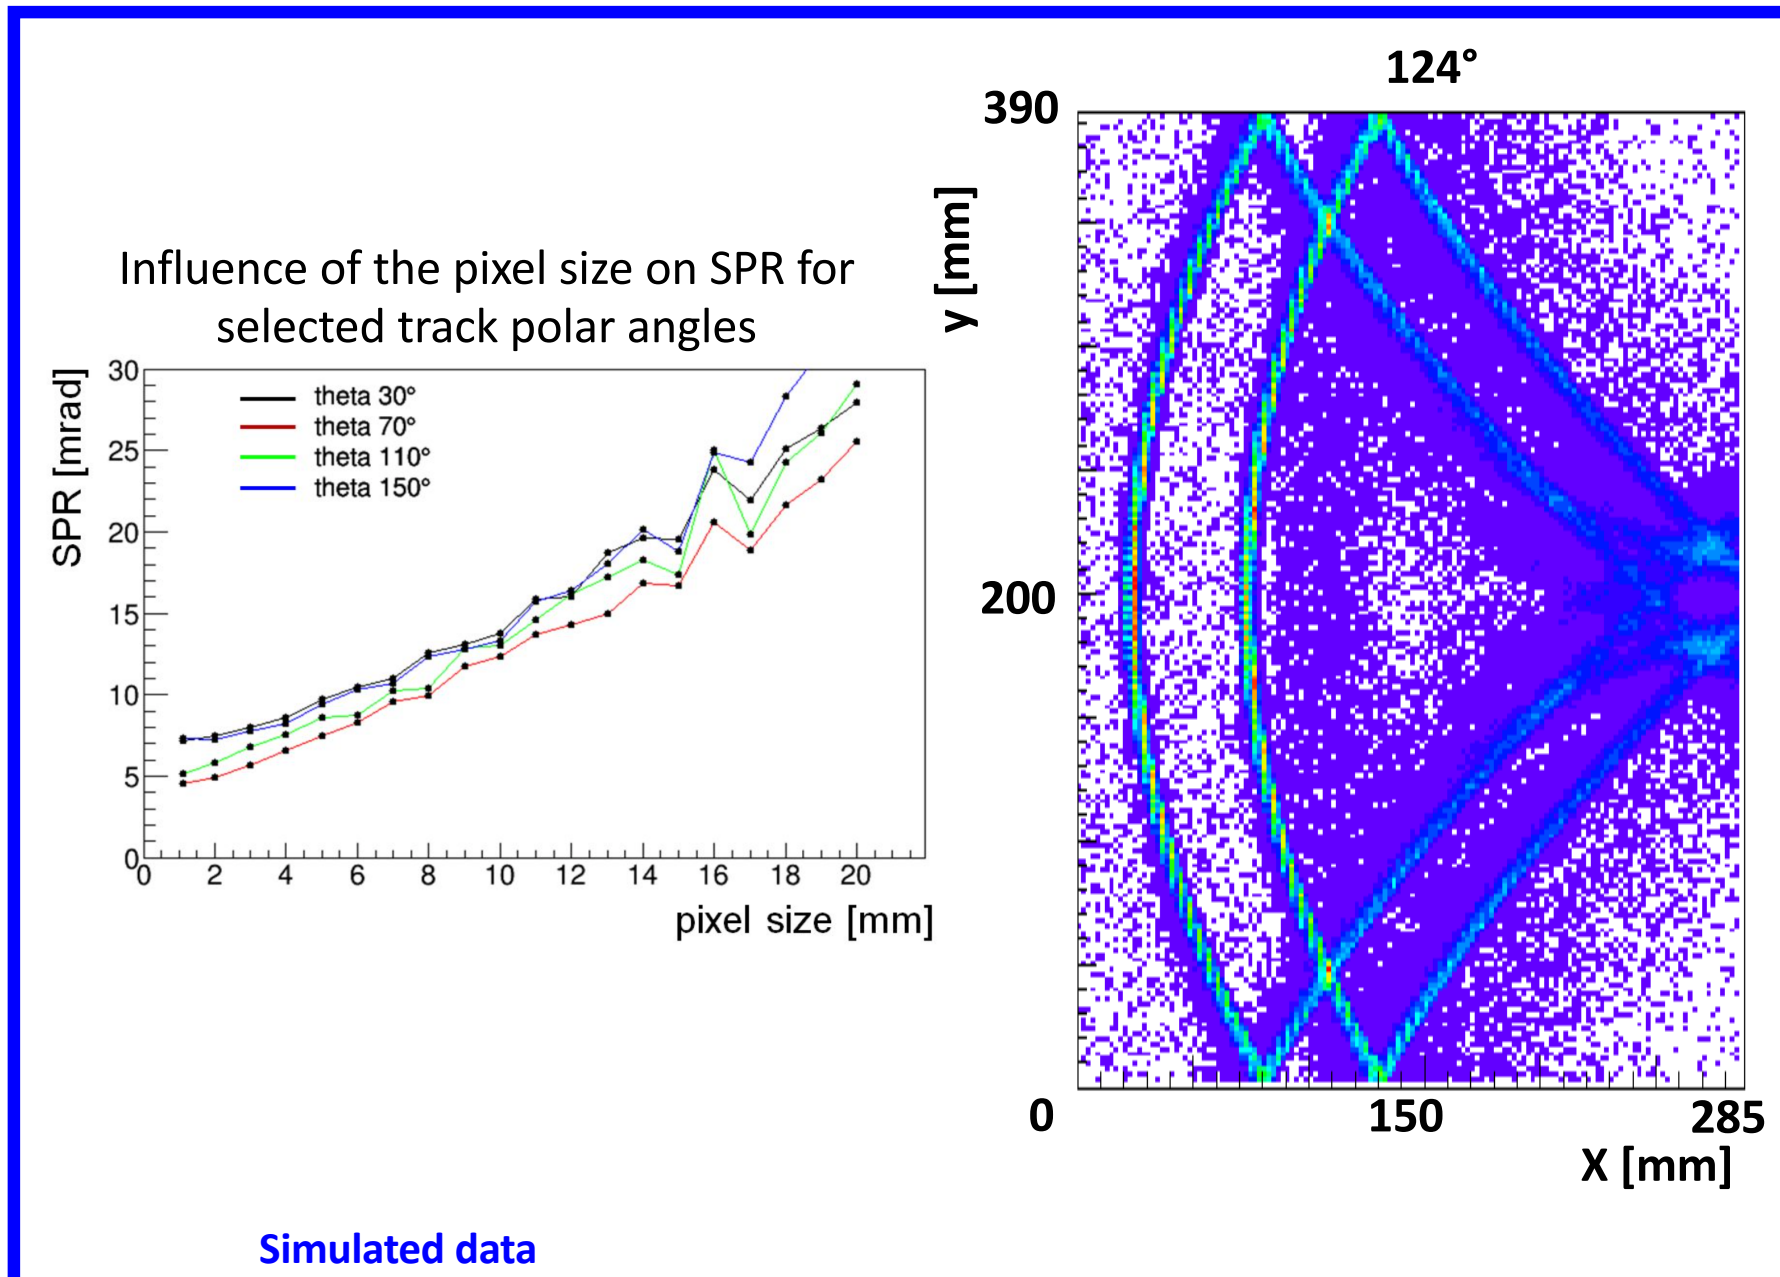 Influence of the pixel size on SPR for
selected track polar angles
SPR [mrad]
30
25
20
15
10
5
0
theta 30°
theta 70°
theta 110°
theta 150°
0 2 4 6 8 10 12 14 16 18 20
pixel size [mm]
124°
390
y [mm]
200
0 150 285
X [mm]
Simulated data